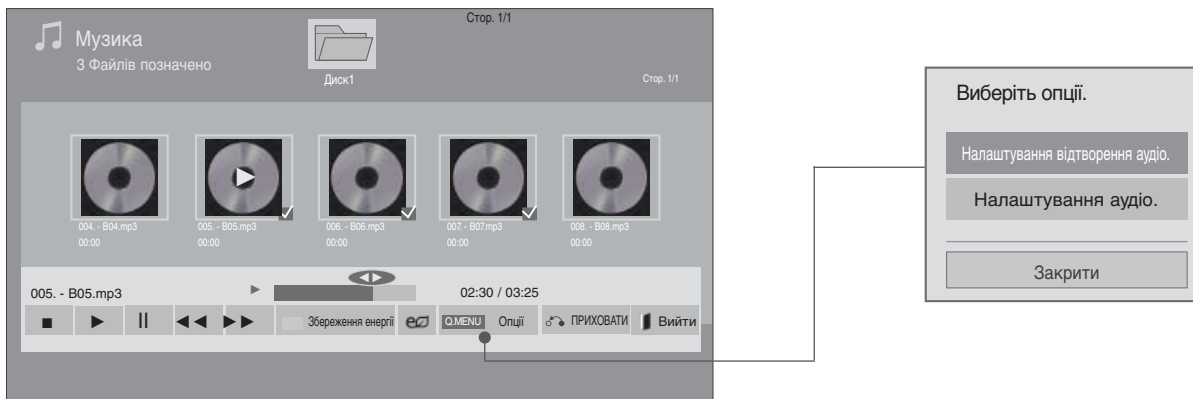 Стор. 1/1
Музика
3 Файлів позначено
Диск1
Стор. 1/1
004. - B04.mp3
00:00
005. - B05.mp3
00:00
006. - B06.mp3
00:00
007. - B07.mp3
00:00
008. - B08.mp3
00:00
005. - B05.mp3
02:30 / 03:25
Збереження енергії
Q.MENU Опції
ПРИХОВАТИ
Вийти
Виберіть опції.
Налаштування відтворення аудіо.
Налаштування аудіо.
Закрити